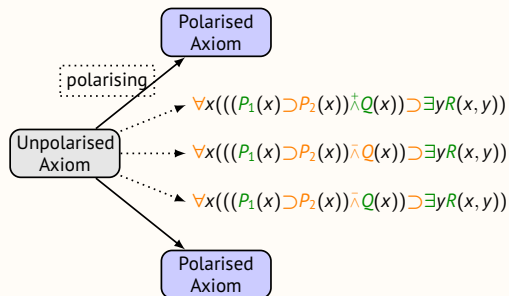 Polarised
Axiom
polarising
∀x(((P₁(x)⊃P₂(x))∧⁺Q(x))⊃∃yR(x, y))
Unpolarised
Axiom
∀x(((P₁(x)⊃P₂(x))∧⁻Q(x))⊃∃yR(x, y))
∀x(((P₁(x)⊃P₂(x))∧⁻Q(x))⊃∃yR(x, y))
Polarised
Axiom